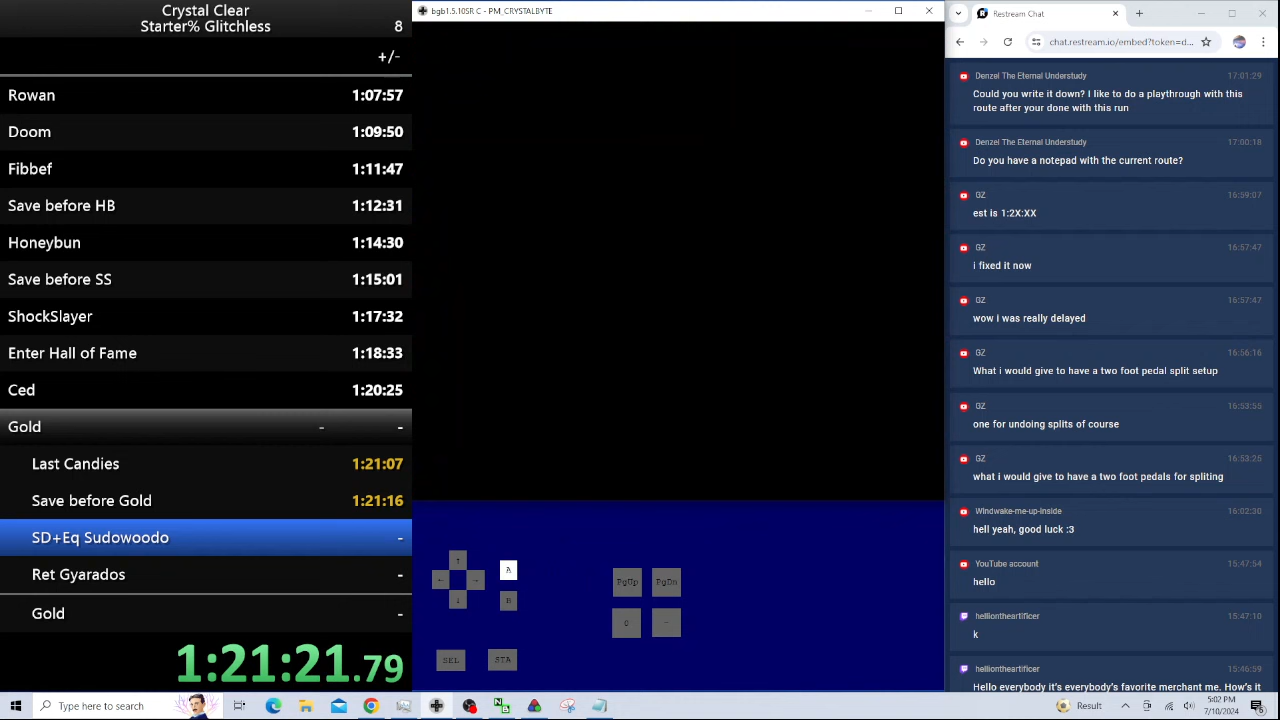 Crystal Clear
Starter% Glitchless 8
+/-
Rowan 1:07:57
Doom 1:09:50
Fibbef 1:11:47
Save before HB 1:12:31
Honeybun 1:14:30
Save before SS 1:15:01
ShockSlayer 1:17:32
Enter Hall of Fame 1:18:33
Ced 1:20:25
Gold - -
Last Candies 1:21:07
Save before Gold 1:21:16
SD+Eq Sudowoodo -
Ret Gyarados -
Gold -
1:21:21.79
bgb1.5.10SR C - PM_CRYSTALBYTE
↑
← → A
↓ B
SEL STA
PgUp PgDn
0 -
Restream Chat
chat.restream.io/embed?token=d...
Denzel The Eternal Understudy 17:01:29
Could you write it down? I like to do a playthrough with this
route after your done with this run
Denzel The Eternal Understudy 17:00:18
Do you have a notepad with the current route?
GZ 16:59:07
est is 1:2X:XX
GZ 16:57:47
i fixed it now
GZ 16:57:47
wow i was really delayed
GZ 16:56:16
What i would give to have a two foot pedal split setup
GZ 16:53:55
one for undoing splits of course
GZ 16:53:25
what i would give to have a two foot pedals for spliting
Windwake-me-up-Inside 16:02:30
hell yeah, good luck :3
YouTube account 15:47:54
hello
helliontheartificer 15:47:10
k
helliontheartificer 15:46:59
Hello everybody it's everybody's favorite merchant me. How's it
Type here to search
Result
5:02 PM
7/10/2024